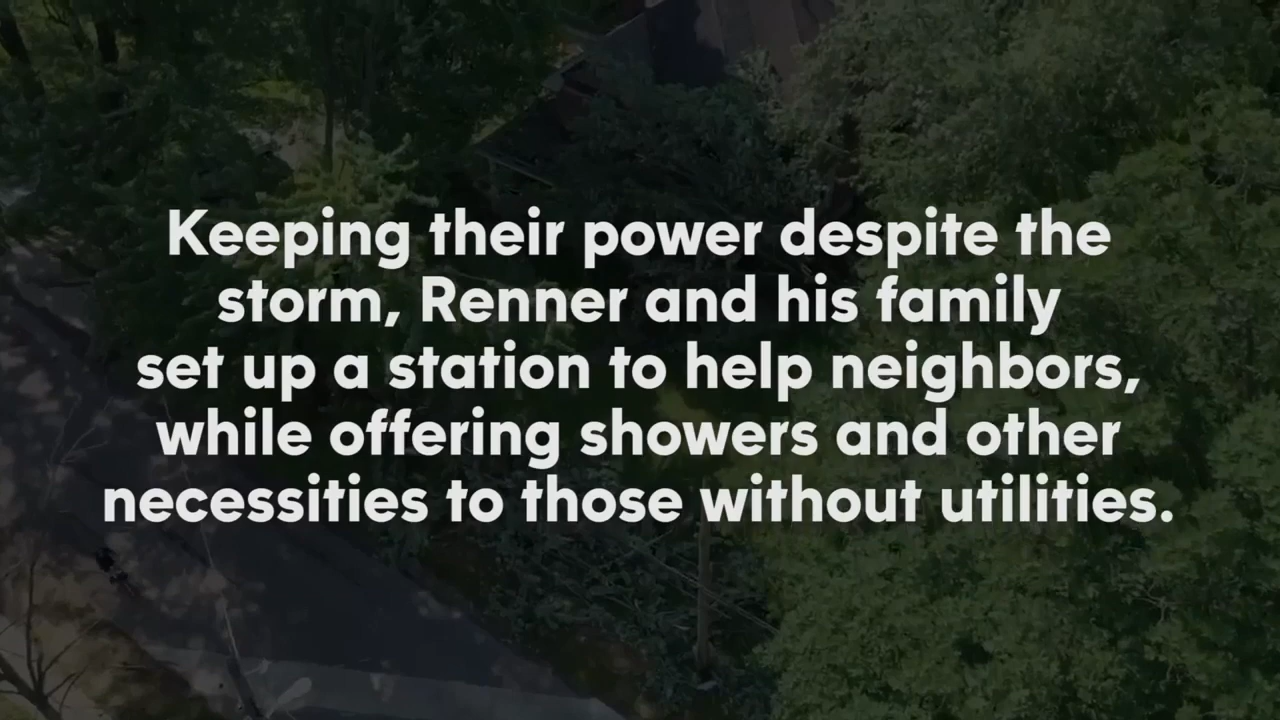 Keeping their power despite the
storm, Renner and his family
set up a station to help neighbors,
while offering showers and other
necessities to those without utilities.